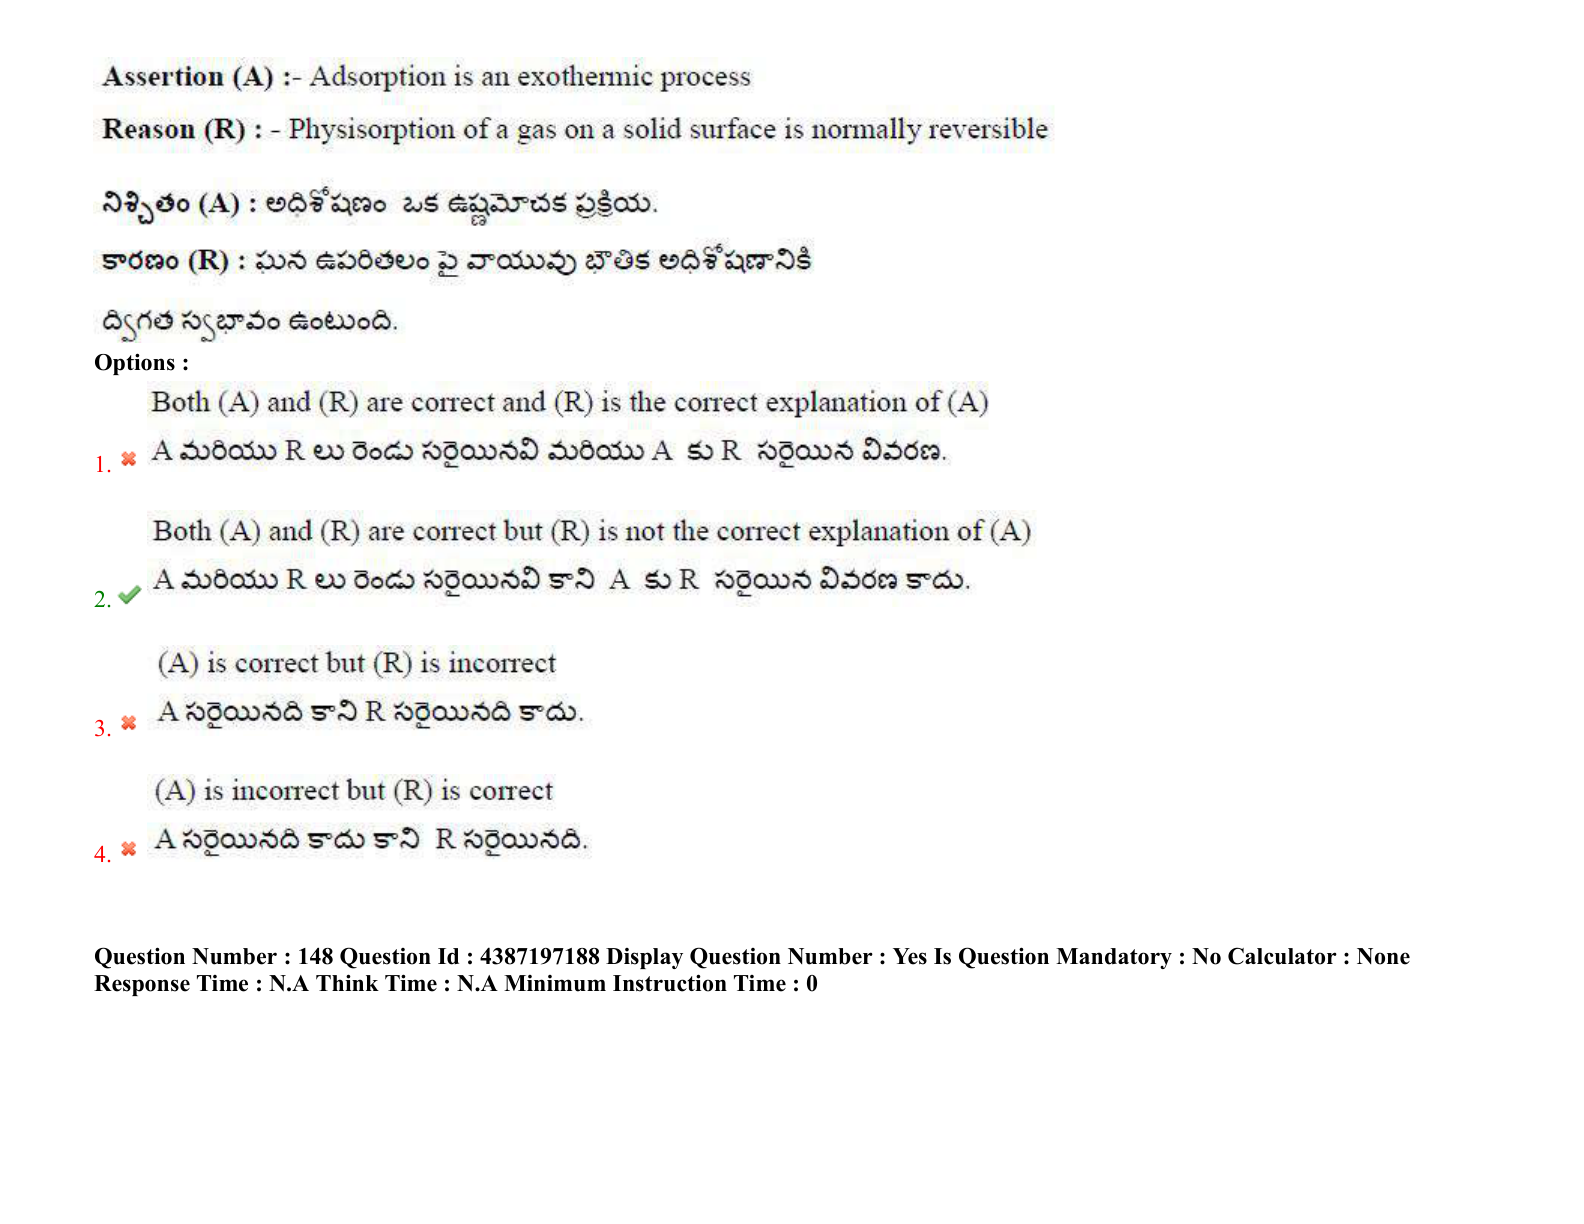 Assertion (A) :- Adsorption is an exothermic process
Reason (R) : - Physisorption of a gas on a solid surface is normally reversible
నిశ్చితం (A) : అధిశోషణం ఒక ఉష్ణమోచక ప్రక్రియ.
కారణం (R) : ఘన ఉపరితలం పై వాయువు భౌతిక అధిశోషణానికి
ద్విగత స్వభావం ఉంటుంది.
Options :
Both (A) and (R) are correct and (R) is the correct explanation of (A)
A మరియు R లు రెండు సరైయినవి మరియు A కు R సరైయిన వివరణ.
1.
Both (A) and (R) are correct but (R) is not the correct explanation of (A)
A మరియు R లు రెండు సరైయినవి కాని A కు R సరైయిన వివరణ కాదు.
2.
(A) is correct but (R) is incorrect
A సరైయినది కాని R సరైయినది కాదు.
3.
(A) is incorrect but (R) is correct
A సరైయినది కాదు కాని R సరైయినది.
4.
Question Number : 148 Question Id : 4387197188 Display Question Number : Yes Is Question Mandatory : No Calculator : None
Response Time : N.A Think Time : N.A Minimum Instruction Time : 0